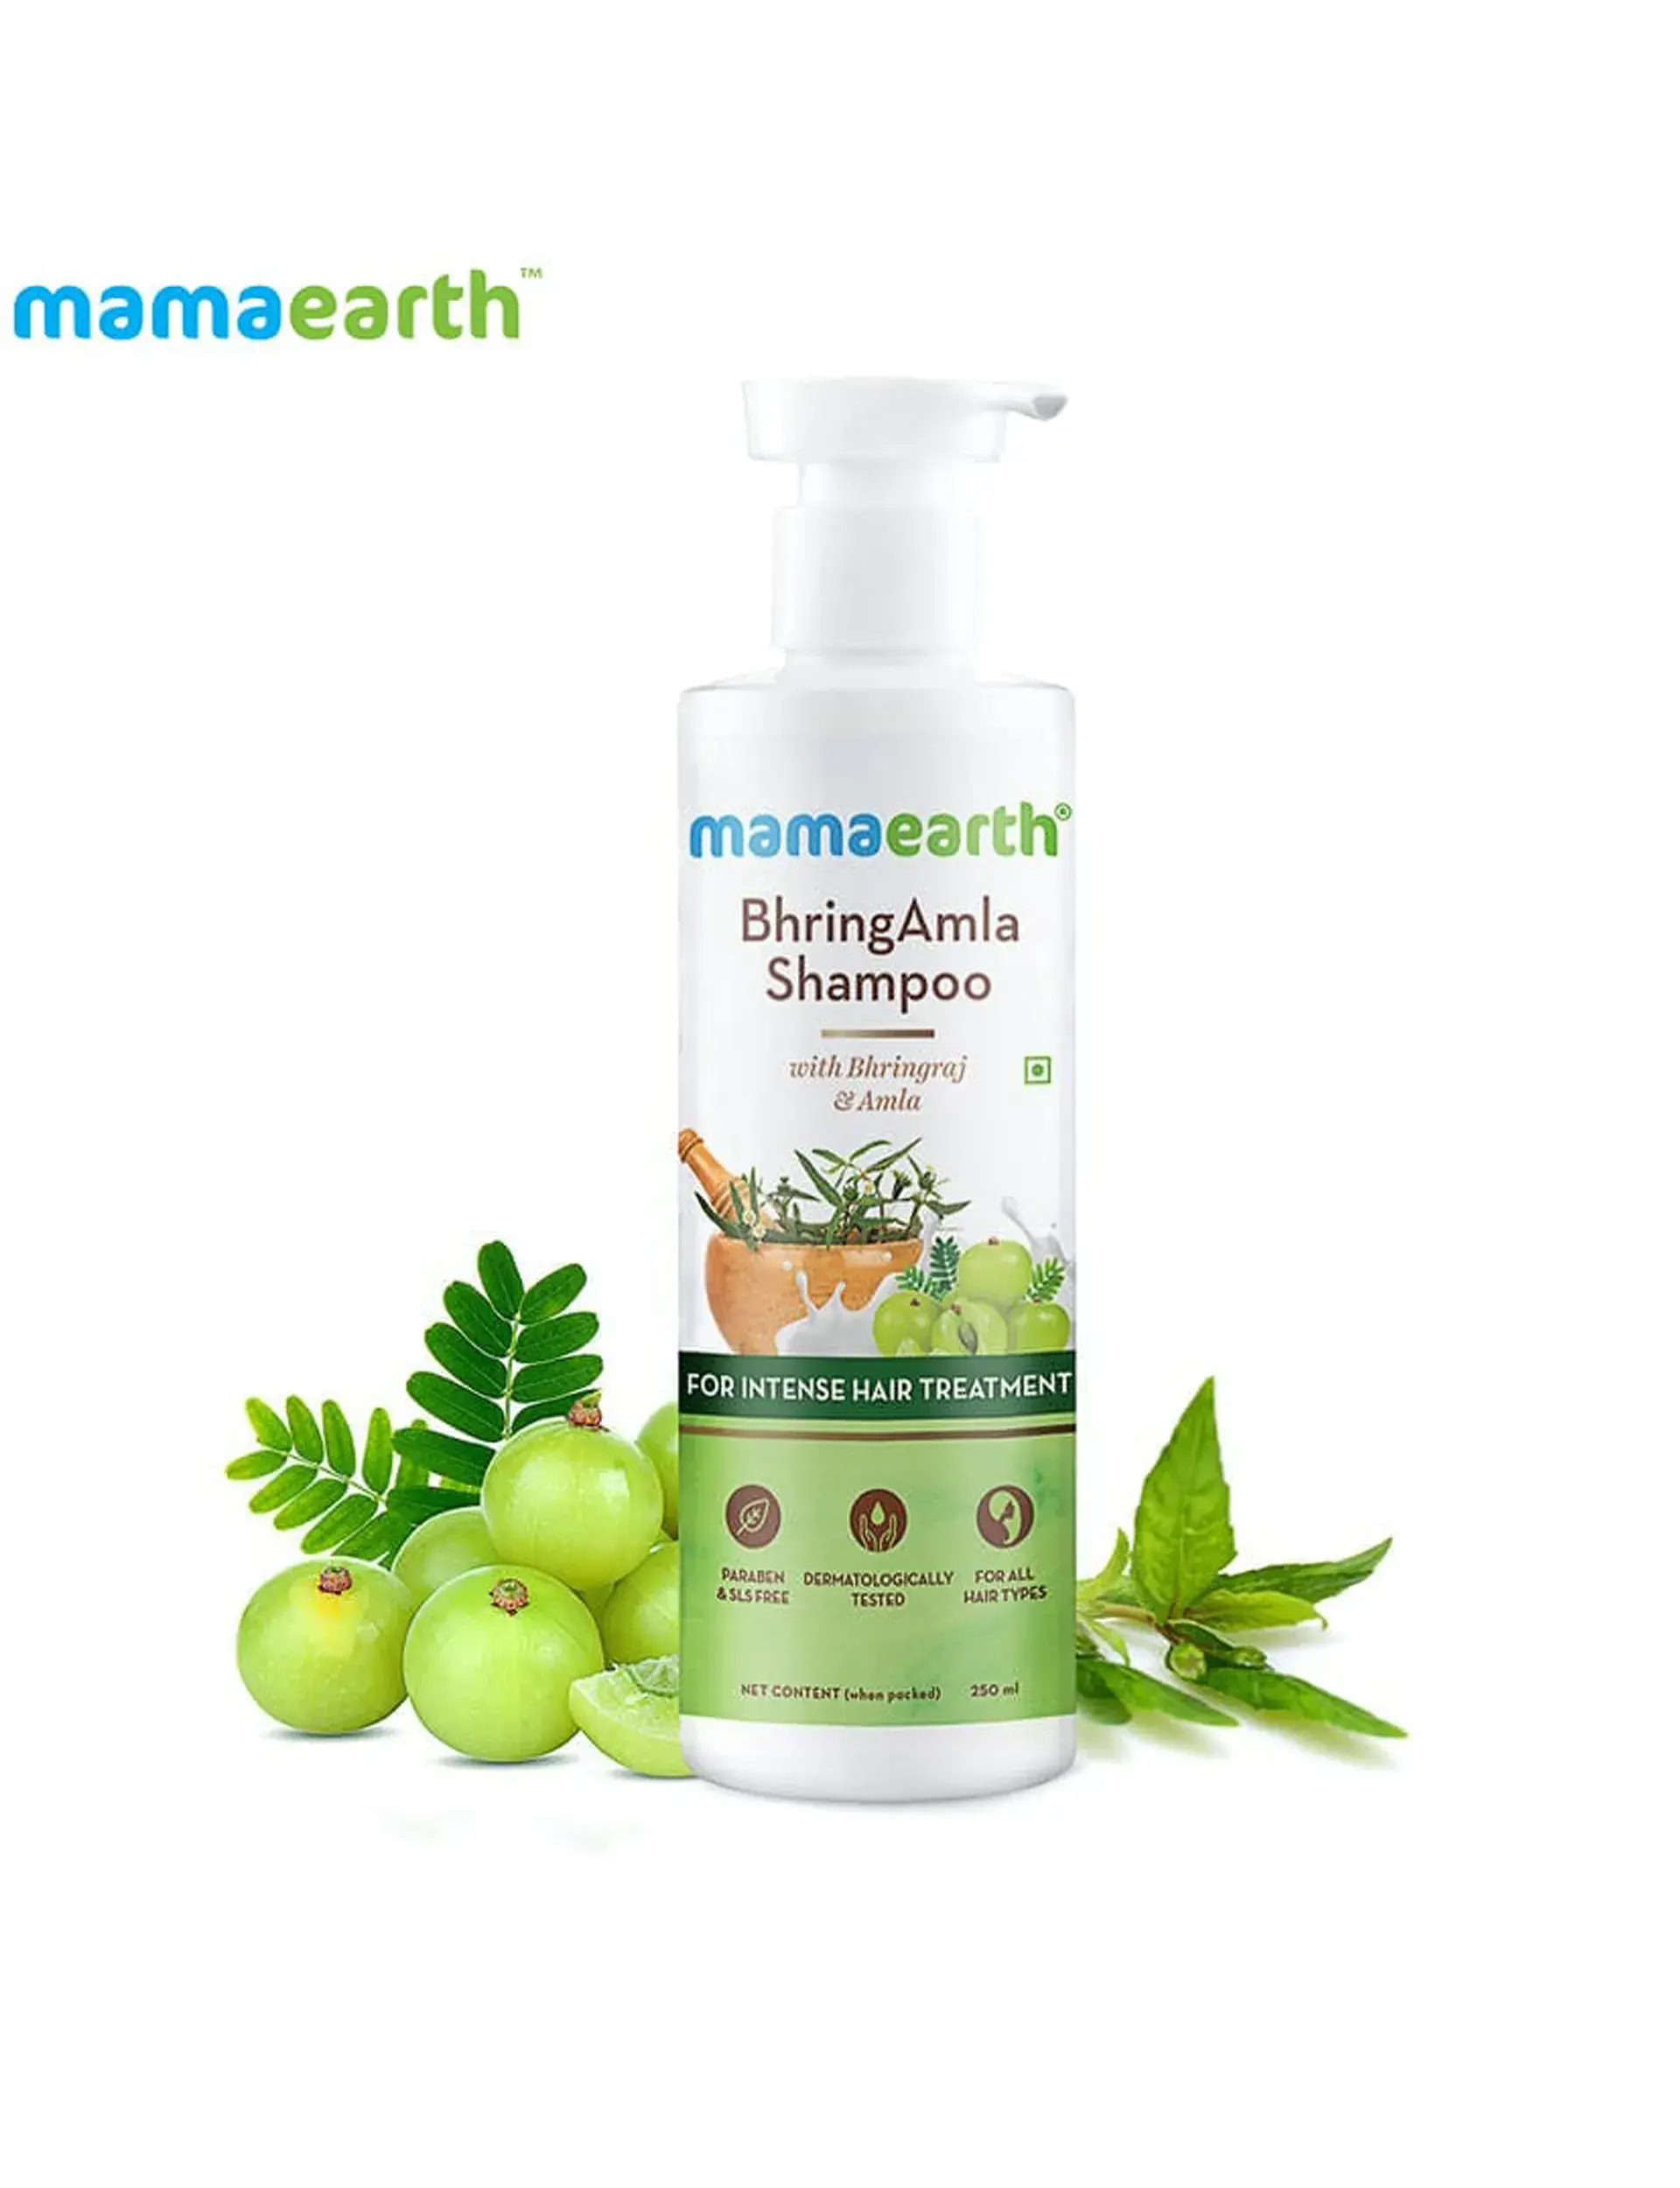 mamaearth™
mamaearth®
BhringAmla
Shampoo
with Bhringraj
& Amla
FOR INTENSE HAIR TREATMENT
PARABEN
& SLS FREE
DERMATOLOGICALLY
TESTED
FOR ALL
HAIR TYPES
NET CONTENT (when packed) 250 ml